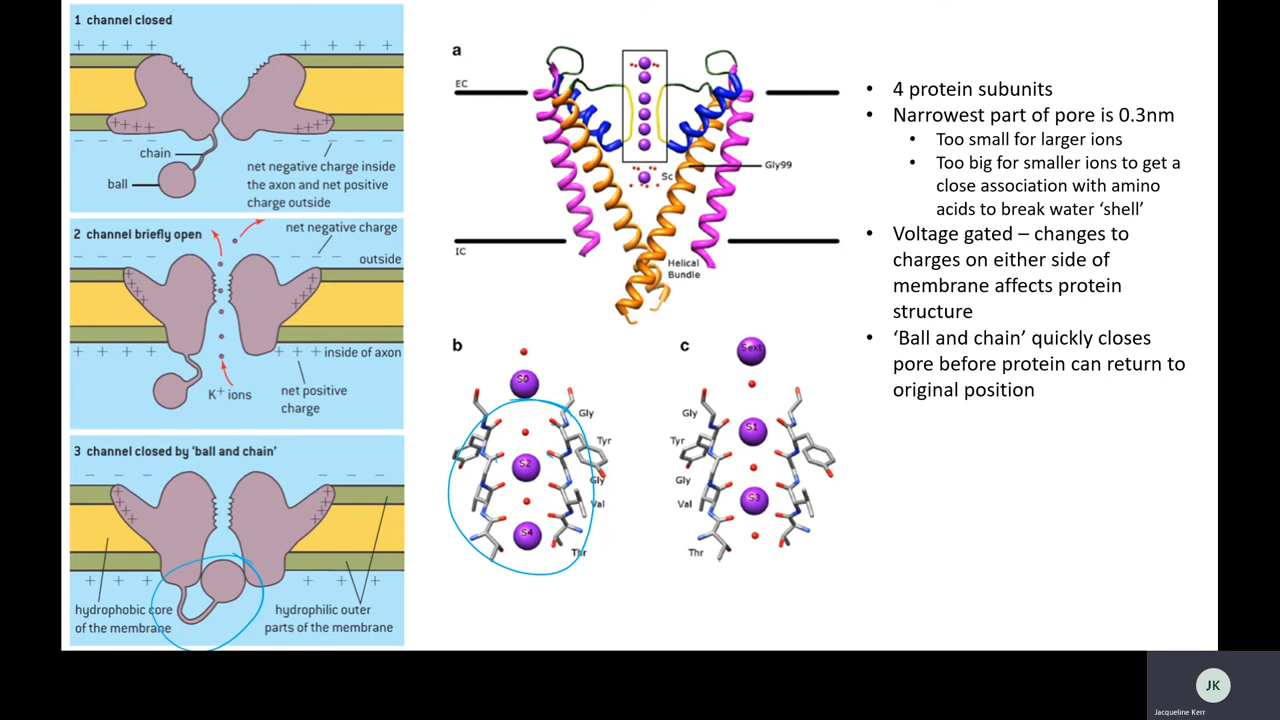 1 channel closed
+ + + + + + + +
+++ +++
– – – – – – – –
chain
ball
net negative charge inside
the axon and net positive
charge outside
2 channel briefly open
net negative charge
– – – – – – – –
outside
+ + + + + + +
inside of axon
K+ ions
net positive
charge
3 channel closed by 'ball and chain'
– – – –
+ + + + + +
hydrophobic core
of the membrane
hydrophilic outer
parts of the membrane
a
EC
Gly99
Sc
IC
Helical
Bundle
b
S0
Gly
Tyr
S2
Gly
Val
S4
Thr
c
Sext
Gly
S1
Tyr
Gly
S3
Val
Thr
• 4 protein subunits
• Narrowest part of pore is 0.3nm
• Too small for larger ions
• Too big for smaller ions to get a
close association with amino
acids to break water 'shell'
• Voltage gated – changes to
charges on either side of
membrane affects protein
structure
• 'Ball and chain' quickly closes
pore before protein can return to
original position
JK
Jacqueline Kerr